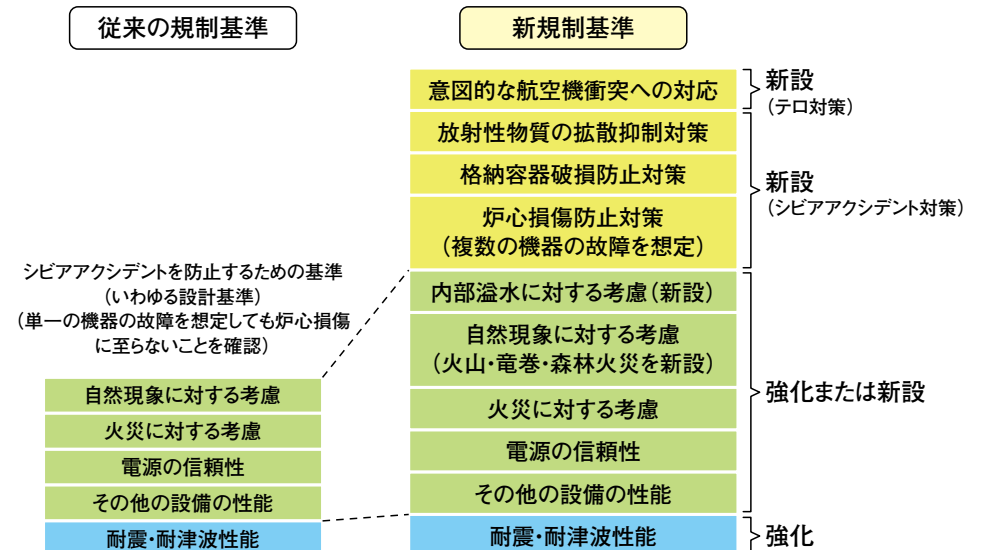 従来の規制基準
シビアアクシデントを防止するための基準
（いわゆる設計基準）
（単一の機器の故障を想定しても炉心損傷
に至らないことを確認）
自然現象に対する考慮
火災に対する考慮
電源の信頼性
その他の設備の性能
耐震・耐津波性能
新規制基準
意図的な航空機衝突への対応
放射性物質の拡散抑制対策
格納容器破損防止対策
炉心損傷防止対策
（複数の機器の故障を想定）
内部溢水に対する考慮（新設）
自然現象に対する考慮
（火山・竜巻・森林火災を新設）
火災に対する考慮
電源の信頼性
その他の設備の性能
耐震・耐津波性能
新設
（テロ対策）
新設
（シビアアクシデント対策）
強化または新設
強化